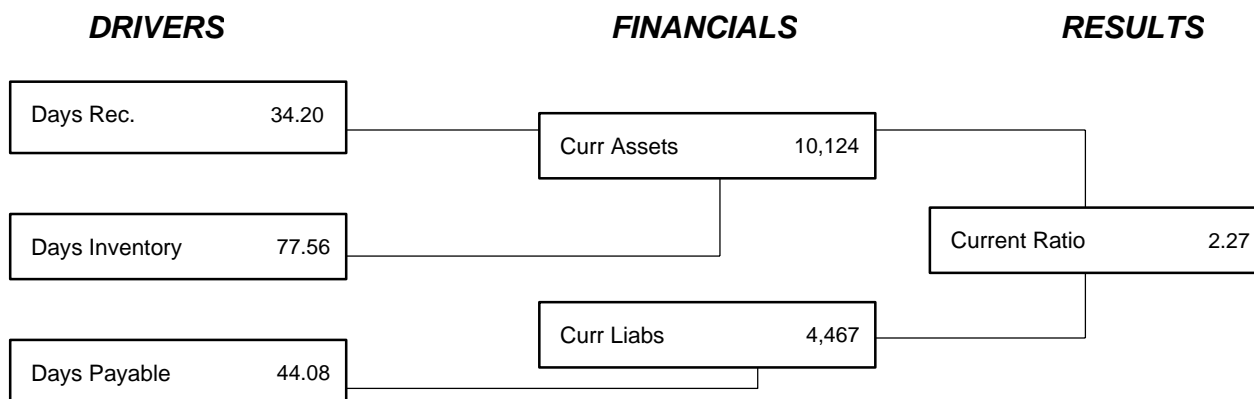 DRIVERS FINANCIALS RESULTS
Days Rec. 34.20
Curr Assets 10,124
Days Inventory 77.56
Current Ratio 2.27
Curr Liabs 4,467
Days Payable 44.08